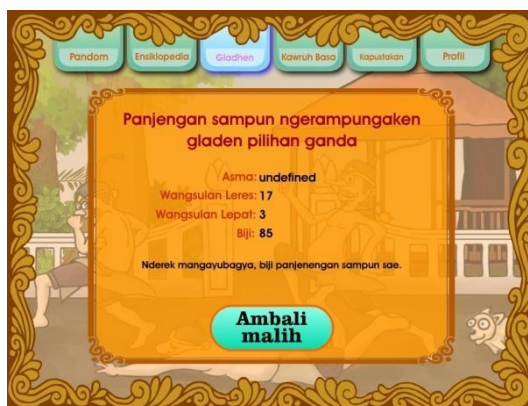 Pandom
Ensiklopedia
Gladhen
Kawruh Basa
Kapustakan
Profil
Panjengan sampun ngerampungaken
gladen pilihan ganda
Asma: undefined
Wangsulan Leres: 17
Wangsulan Lepat: 3
Biji: 85
Nderek mangayubagya, biji panjenengan sampun sae.
Ambali
malih